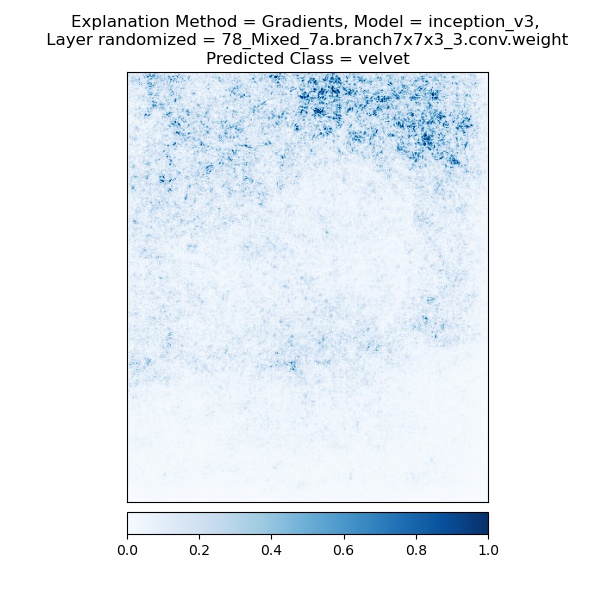 Explanation Method = Gradients, Model = inception_v3,
Layer randomized = 78_Mixed_7a.branch7x7x3_3.conv.weight
Predicted Class = velvet
0.0 0.2 0.4 0.6 0.8 1.0